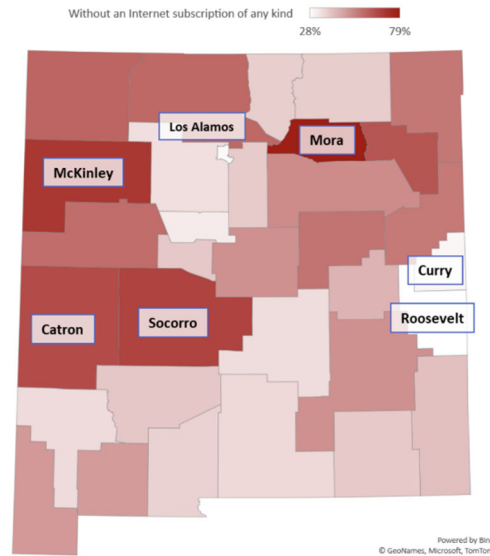 Without an Internet subscription of any kind
28% 79%
Los Alamos
Mora
McKinley
Curry
Roosevelt
Socorro
Catron
Powered by Bin
© GeoNames, Microsoft, TomTom